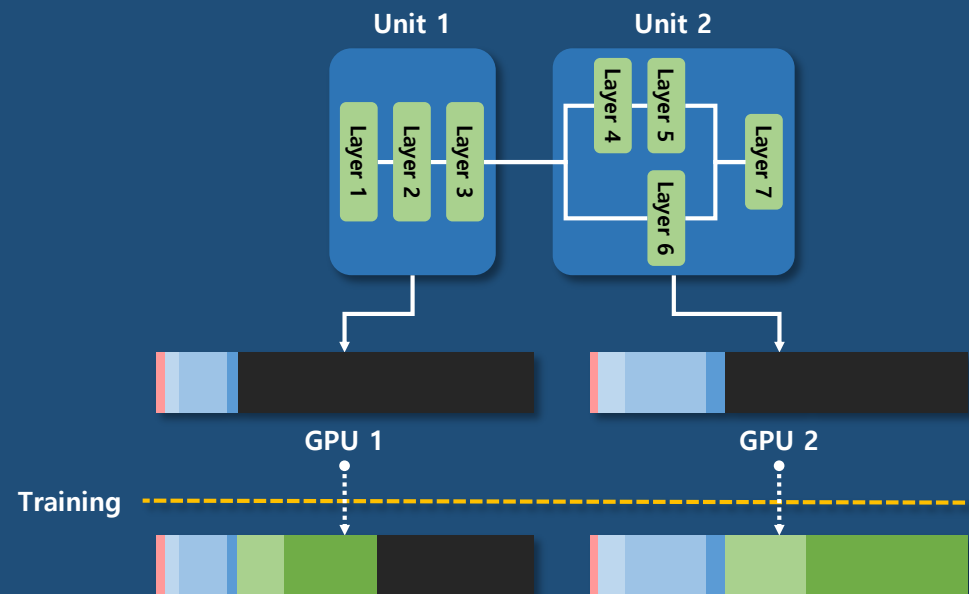 Unit 1
Unit 2
Layer 1
Layer 2
Layer 3
Layer 4
Layer 5
Layer 6
Layer 7
GPU 1
GPU 2
Training